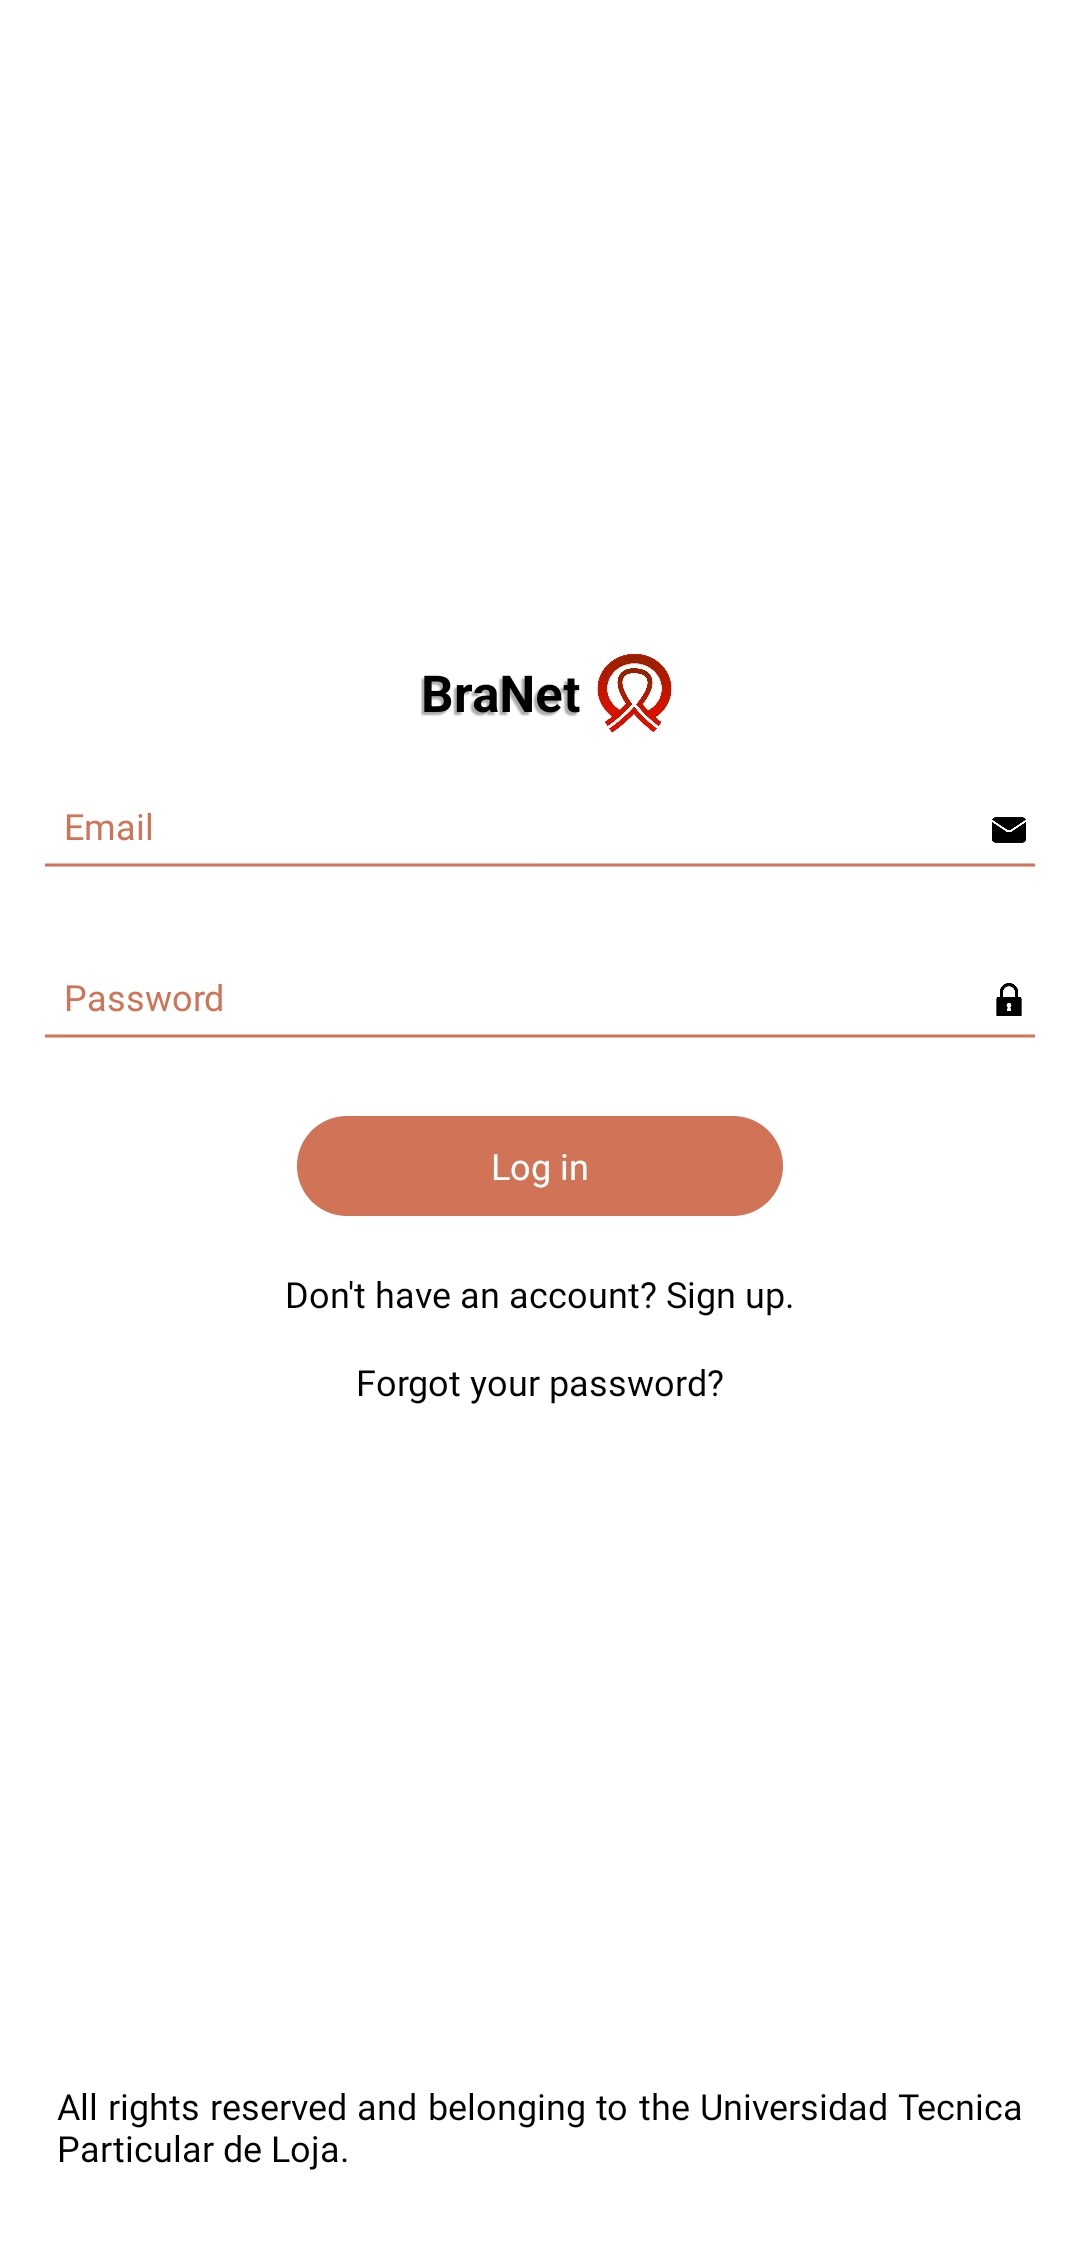 BraNet
Email
Password
Log in
Don't have an account? Sign up.
Forgot your password?
All rights reserved and belonging to the Universidad Tecnica
Particular de Loja.